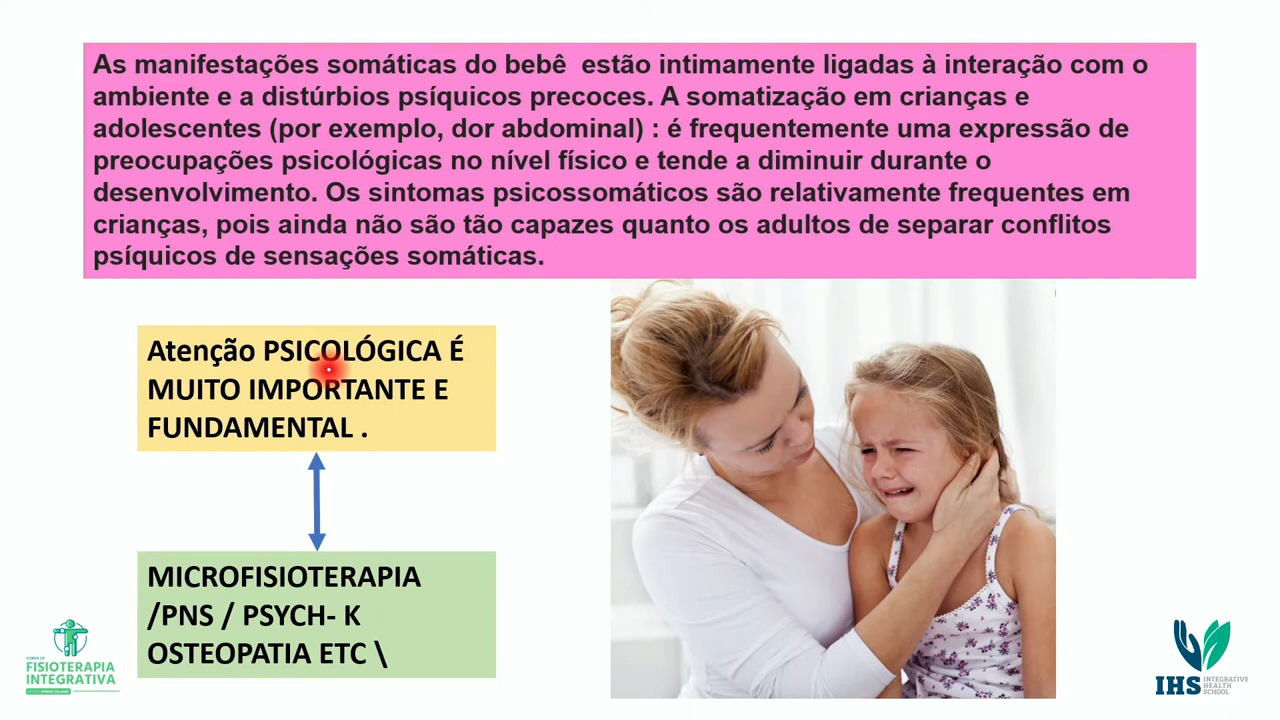 As manifestações somáticas do bebê  estão intimamente ligadas à interação com o
ambiente e a distúrbios psíquicos precoces. A somatização em crianças e
adolescentes (por exemplo, dor abdominal) : é frequentemente uma expressão de
preocupações psicológicas no nível físico e tende a diminuir durante o
desenvolvimento. Os sintomas psicossomáticos são relativamente frequentes em
crianças, pois ainda não são tão capazes quanto os adultos de separar conflitos
psíquicos de sensações somáticas.
Atenção PSICOLÓGICA É
MUITO IMPORTANTE E
FUNDAMENTAL .
MICROFISIOTERAPIA
/PNS / PSYCH- K
OSTEOPATIA ETC \
FISIOTERAPIA
INTEGRATIVA
IHS
INTEGRATIVE
HEALTH
SCHOOL